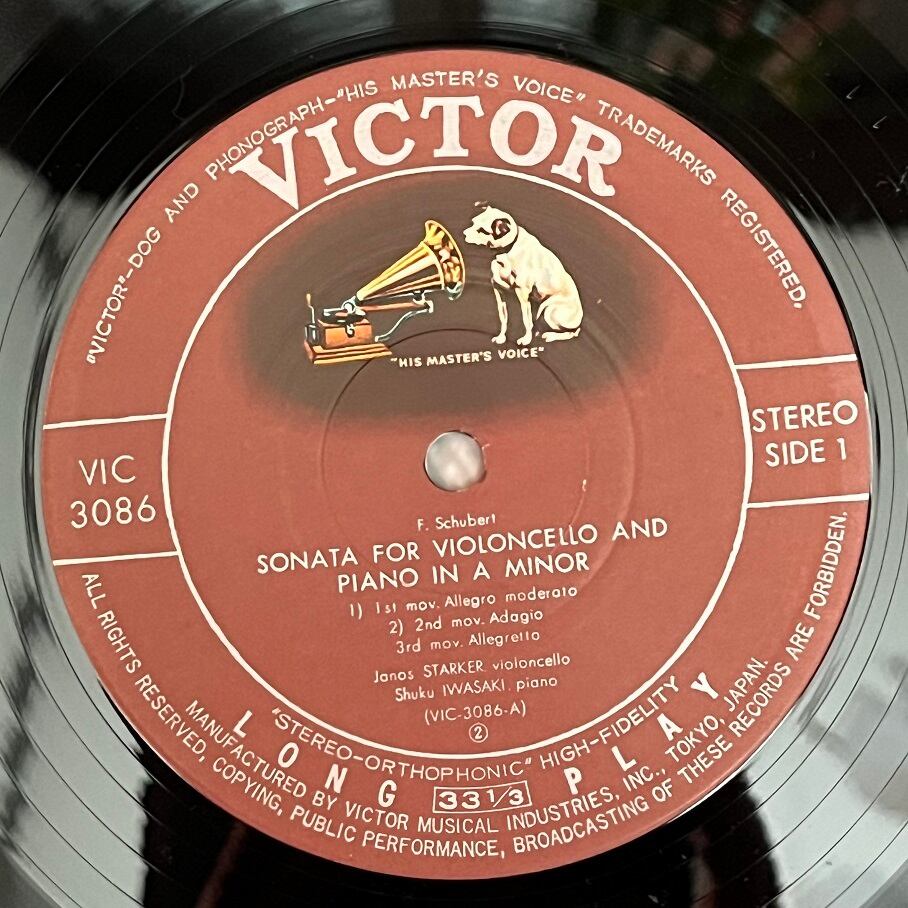 "VICTOR"-DOG AND PHONOGRAPH-"HIS MASTER'S VOICE" TRADEMARKS REGISTERED.
VICTOR
"HIS MASTER'S VOICE"
VIC
3086
STEREO
SIDE 1
F. Schubert
SONATA FOR VIOLONCELLO AND
PIANO IN A MINOR
1) 1st mov. Allegro moderato
2) 2nd mov. Adagio
3rd mov. Allegretto
Janos STARKER, violoncello
Shuku IWASAKI, piano
(VIC-3086-A)
②
"STEREO-ORTHOPHONIC" HIGH-FIDELITY
LONG 33 1/3 PLAY
MANUFACTURED BY VICTOR MUSICAL INDUSTRIES, INC., TOKYO, JAPAN.
ALL RIGHTS RESERVED, COPYING, PUBLIC PERFORMANCE, BROADCASTING OF THESE RECORDS ARE FORBIDDEN.